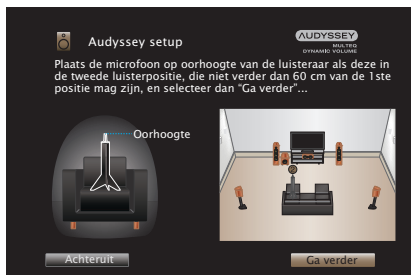 Audyssey setup
AUDYSSEY
MULTEQ
DYNAMIC VOLUME
Plaats de microfoon op oorhoogte van de luisteraar als deze in
de tweede luisterpositie, die niet verder dan 60 cm van de 1ste
positie mag zijn, en selecteer dan “Ga verder”...
Oorhoogte
Achteruit
Ga verder